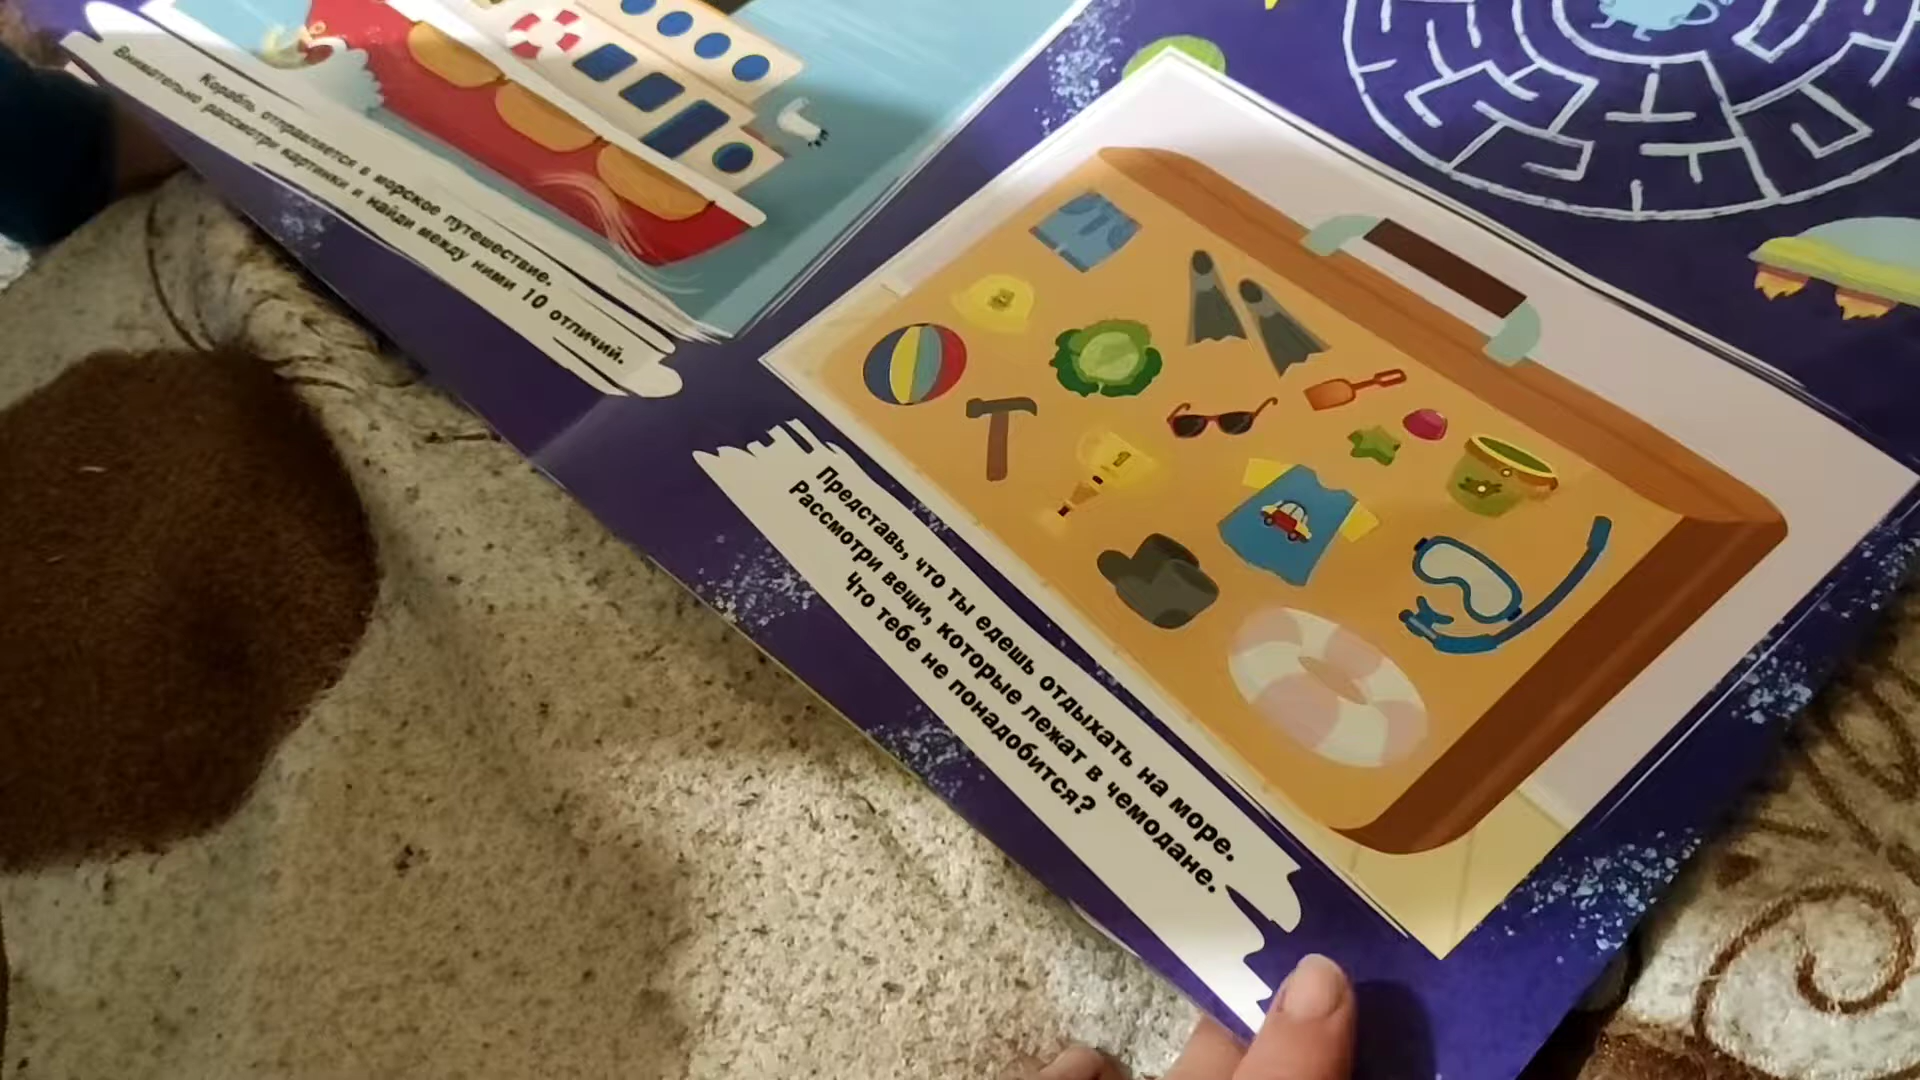 Корабль отправляется в морское путешествие.
Внимательно рассмотри картинки и найди между ними 10 отличий.
1
Представь, что ты едешь отдыхать на море.
Рассмотри вещи, которые лежат в чемодане.
Что тебе не понадобится?